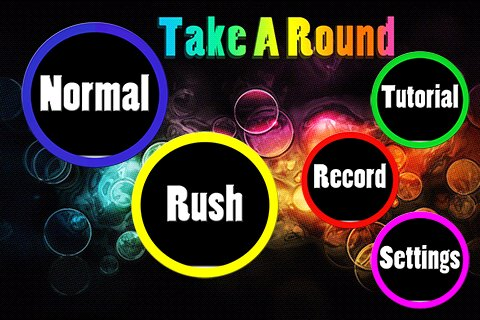 Take A Round
Normal
Tutorial
Rush
Record
Settings